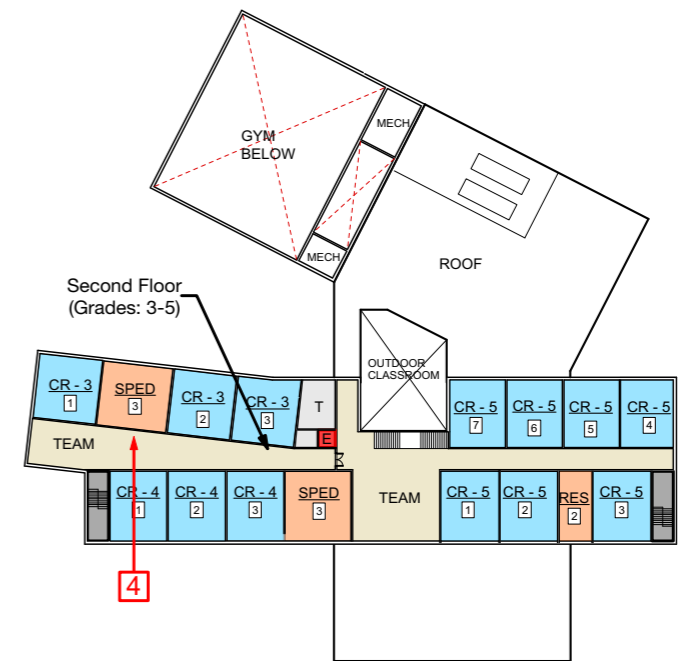 MECH
GYM
BELOW
MECH
ROOF
Second Floor
(Grades: 3-5)
OUTDOOR
CLASSROOM
CR - 3
1
SPED
3
CR - 3
2
CR - 3
3
T
E
CR - 5
7
CR - 5
6
CR - 5
5
CR - 5
4
TEAM
CR - 4
1
CR - 4
2
CR - 4
3
SPED
3
TEAM
CR - 5
1
CR - 5
2
RES
2
CR - 5
3
4